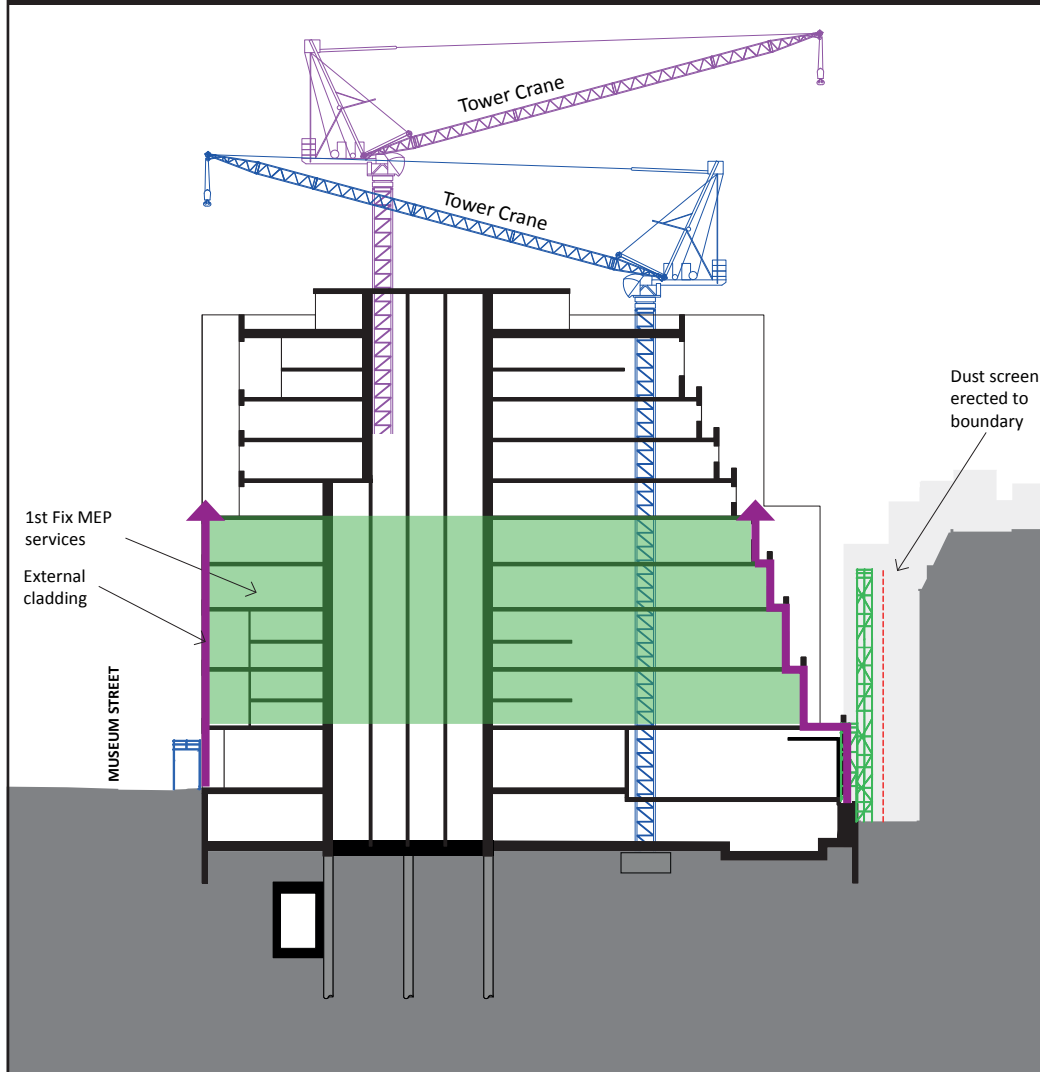 Tower Crane
Tower Crane
Dust screen
erected to
boundary
1st Fix MEP
services
External
cladding
MUSEUM STREET